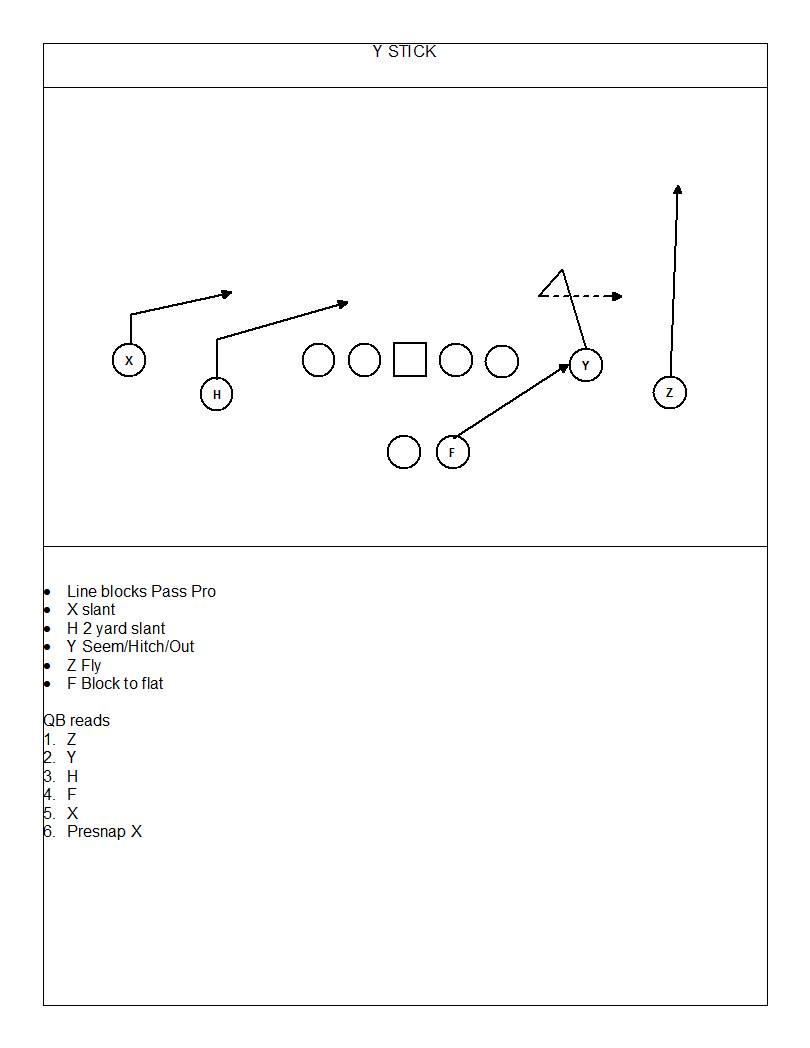 Y STICK
X
H
Y
Z
F
• Line blocks Pass Pro
• X slant
• H 2 yard slant
• Y Seem/Hitch/Out
• Z Fly
• F Block to flat
QB reads
1. Z
2. Y
3. H
4. F
5. X
6. Presnap X